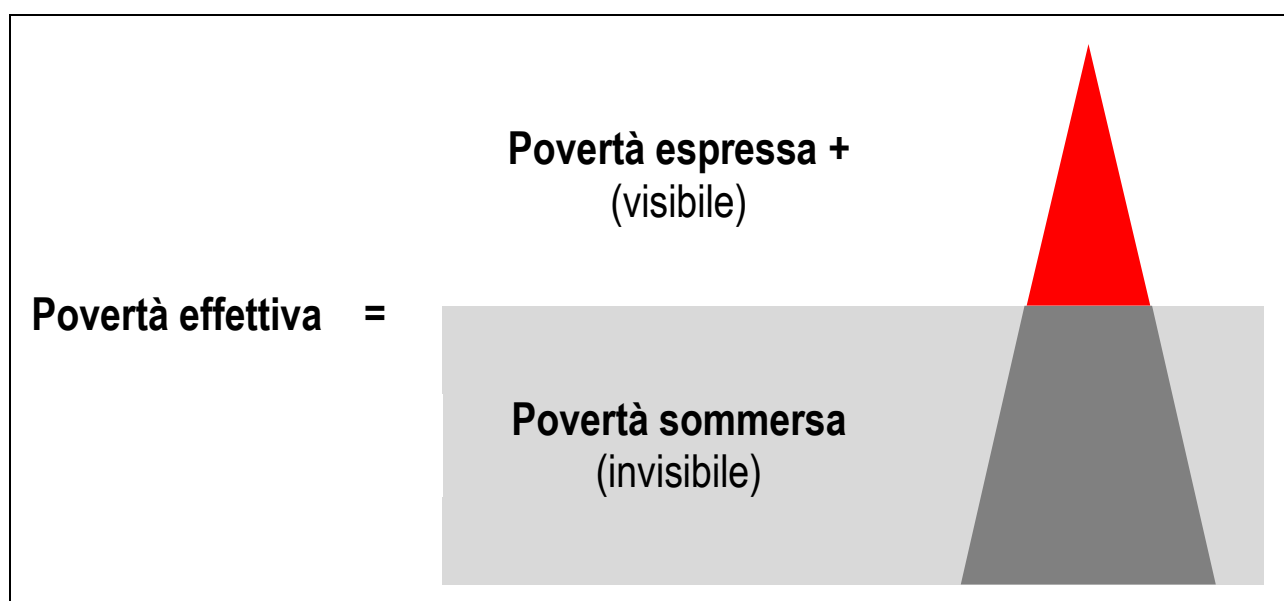 Povertà espressa +
(visibile)
Povertà effettiva =
Povertà sommersa
(invisibile)